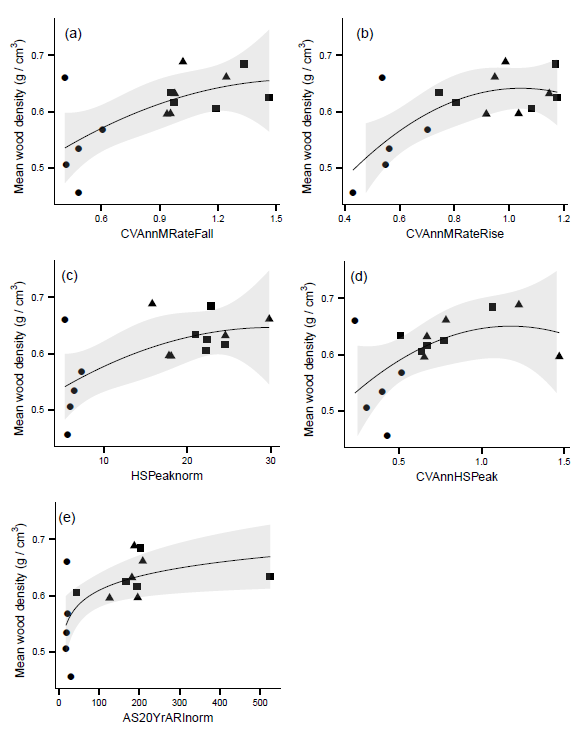 (a)
Mean wood density (g / cm³)
0.7
0.6
0.5
0.6
0.9
1.2
1.5
CVAnnMRateFall
(b)
Mean wood density (g / cm³)
0.7
0.6
0.5
0.4
0.6
0.8
1.0
1.2
CVAnnMRateRise
(c)
Mean wood density (g / cm³)
0.7
0.6
0.5
10
20
30
HSPeaknorm
(d)
Mean wood density (g / cm³)
0.7
0.6
0.5
0.5
1.0
1.5
CVAnnHSPeak
(e)
Mean wood density (g / cm³)
0.7
0.6
0.5
0
100
200
300
400
500
AS20YrARInorm